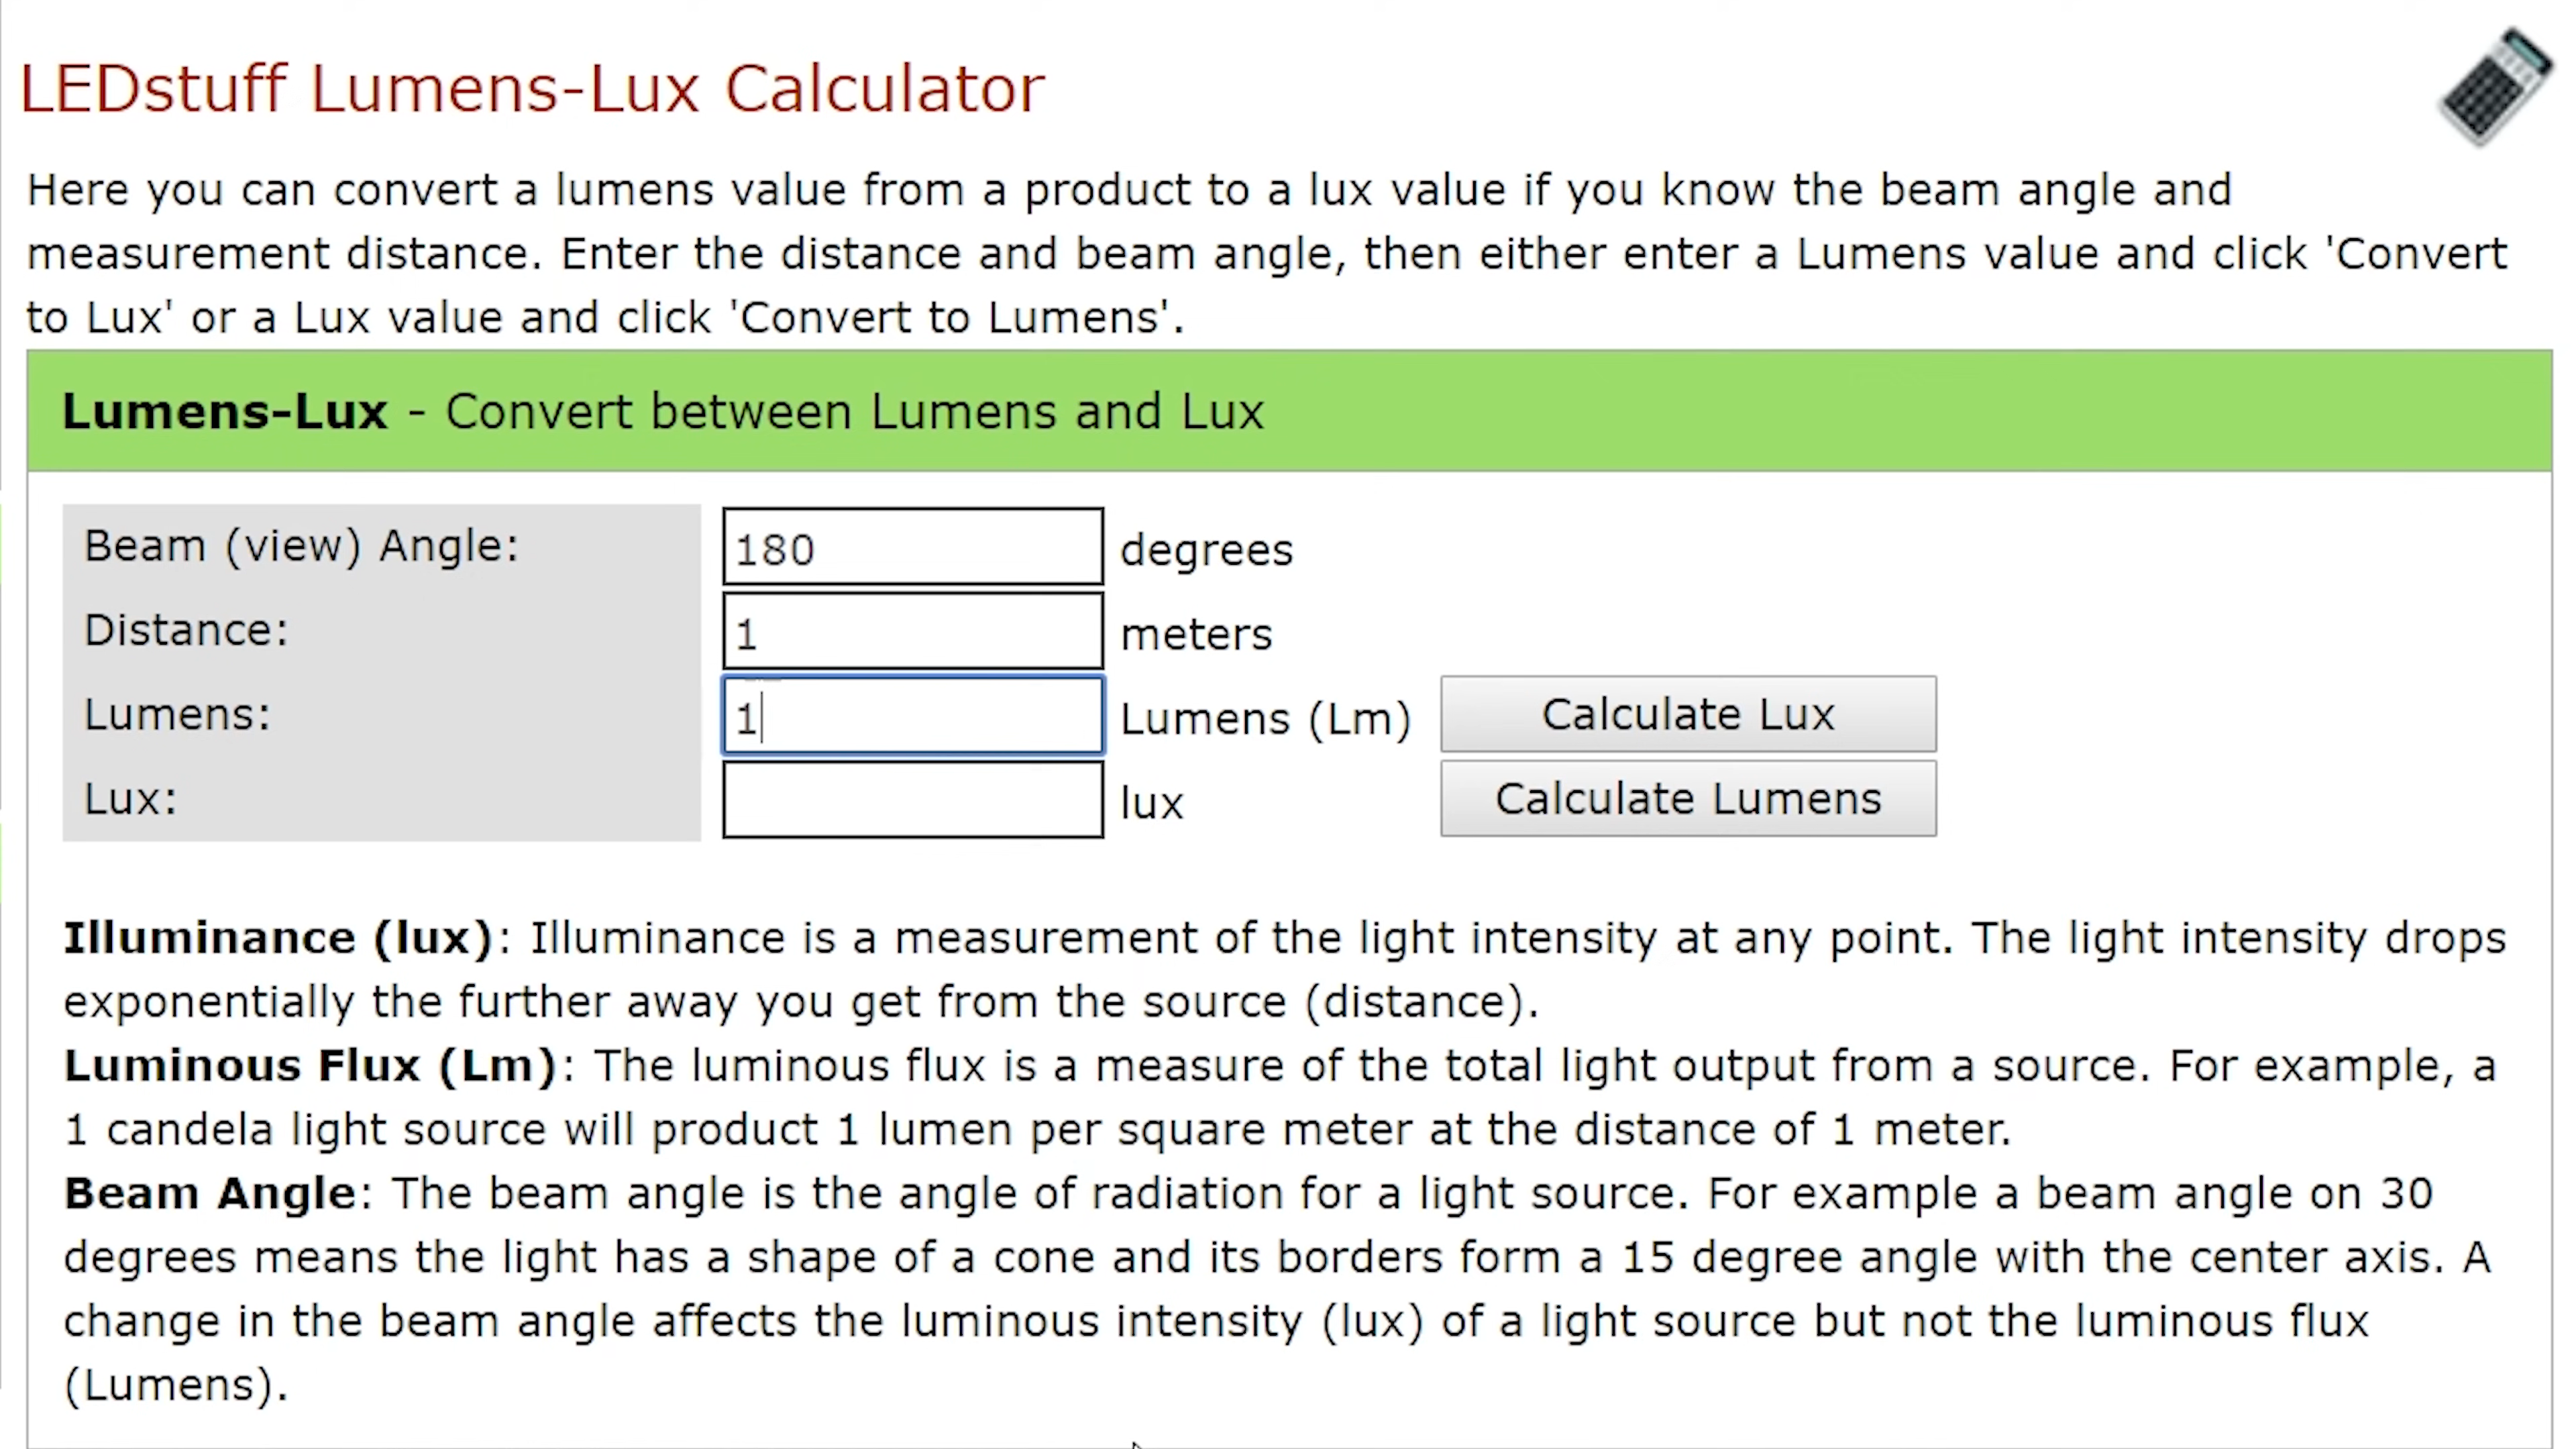 LEDstuff Lumens-Lux Calculator
Here you can convert a lumens value from a product to a lux value if you know the beam angle and
measurement distance. Enter the distance and beam angle, then either enter a Lumens value and click 'Convert
to Lux' or a Lux value and click 'Convert to Lumens'.
Lumens-Lux - Convert between Lumens and Lux
Beam (view) Angle: 180 degrees
Distance: 1 meters
Lumens: 1 Lumens (Lm) Calculate Lux
Lux: lux Calculate Lumens
Illuminance (lux): Illuminance is a measurement of the light intensity at any point. The light intensity drops
exponentially the further away you get from the source (distance).
Luminous Flux (Lm): The luminous flux is a measure of the total light output from a source. For example, a
1 candela light source will product 1 lumen per square meter at the distance of 1 meter.
Beam Angle: The beam angle is the angle of radiation for a light source. For example a beam angle on 30
degrees means the light has a shape of a cone and its borders form a 15 degree angle with the center axis. A
change in the beam angle affects the luminous intensity (lux) of a light source but not the luminous flux
(Lumens).